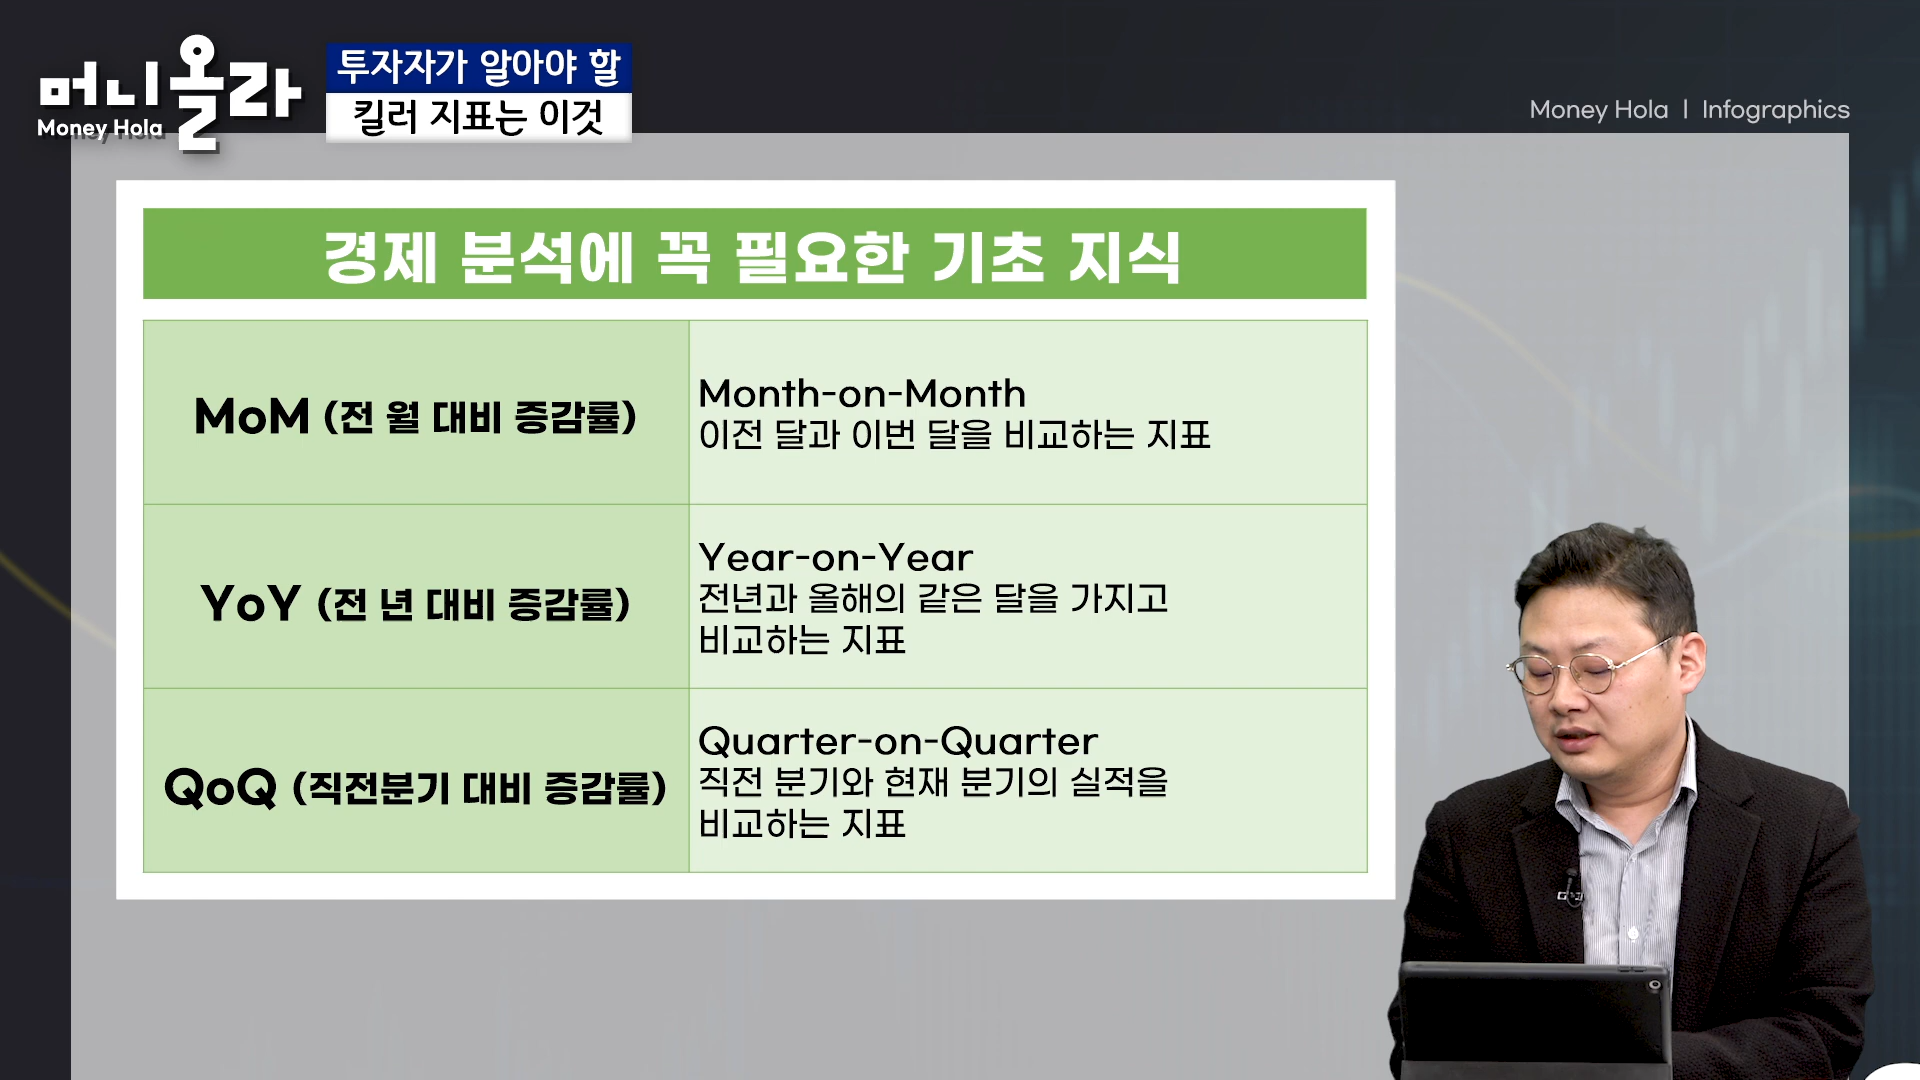 머니올라
Money Hola
투자자가 알아야 할
킬러 지표는 이것
Money Hola | Infographics
경제 분석에 꼭 필요한 기초 지식
MoM (전 월 대비 증감률)
Month-on-Month
이전 달과 이번 달을 비교하는 지표
YoY (전 년 대비 증감률)
Year-on-Year
전년과 올해의 같은 달을 가지고
비교하는 지표
QoQ (직전분기 대비 증감률)
Quarter-on-Quarter
직전 분기와 현재 분기의 실적을
비교하는 지표